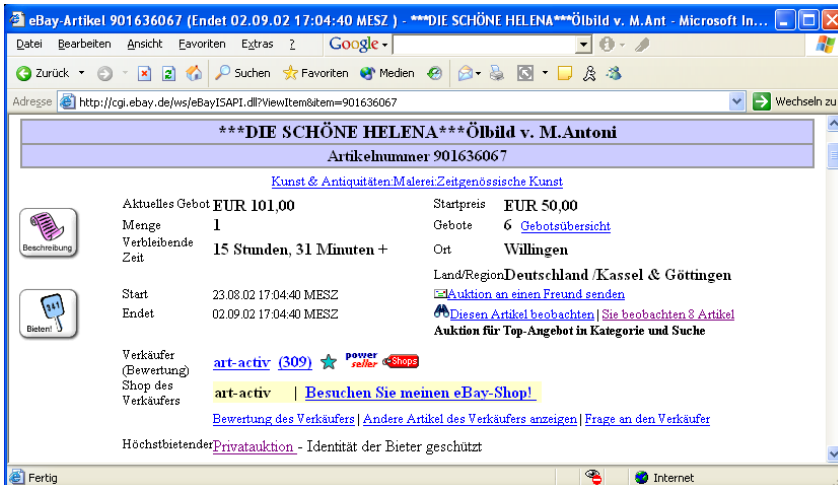 eBay-Artikel 901636067 (Endet 02.09.02 17:04:40 MESZ ) - ***DIE SCHÖNE HELENA***Ölbild v. M.Ant - Microsoft In...
Datei Bearbeiten Ansicht Favoriten Extras ? Google
Zurück Suchen Favoriten Medien
Adresse http://cgi.ebay.de/ws/eBayISAPI.dll?ViewItem&item=901636067 Wechseln zu
***DIE SCHÖNE HELENA***Ölbild v. M.Antoni
Artikelnummer 901636067
Kunst & Antiquitäten:Malerei:Zeitgenössische Kunst
Aktuelles Gebot EUR 101,00 Startpreis EUR 50,00
Menge 1 Gebote 6 Gebotsübersicht
Beschreibung
Verbleibende Zeit 15 Stunden, 31 Minuten + Ort Willingen
Land/Region Deutschland /Kassel & Göttingen
Start 23.08.02 17:04:40 MESZ Auktion an einen Freund senden
Endet 02.09.02 17:04:40 MESZ Diesen Artikel beobachten | Sie beobachten 8 Artikel
Bieten!
Auktion für Top-Angebot in Kategorie und Suche
Verkäufer (Bewertung) art-activ (309) power seller Shops
Shop des Verkäufers art-activ | Besuchen Sie meinen eBay-Shop!
Bewertung des Verkäufers | Andere Artikel des Verkäufers anzeigen | Frage an den Verkäufer
Höchstbietender Privatauktion - Identität der Bieter geschützt
Fertig Internet